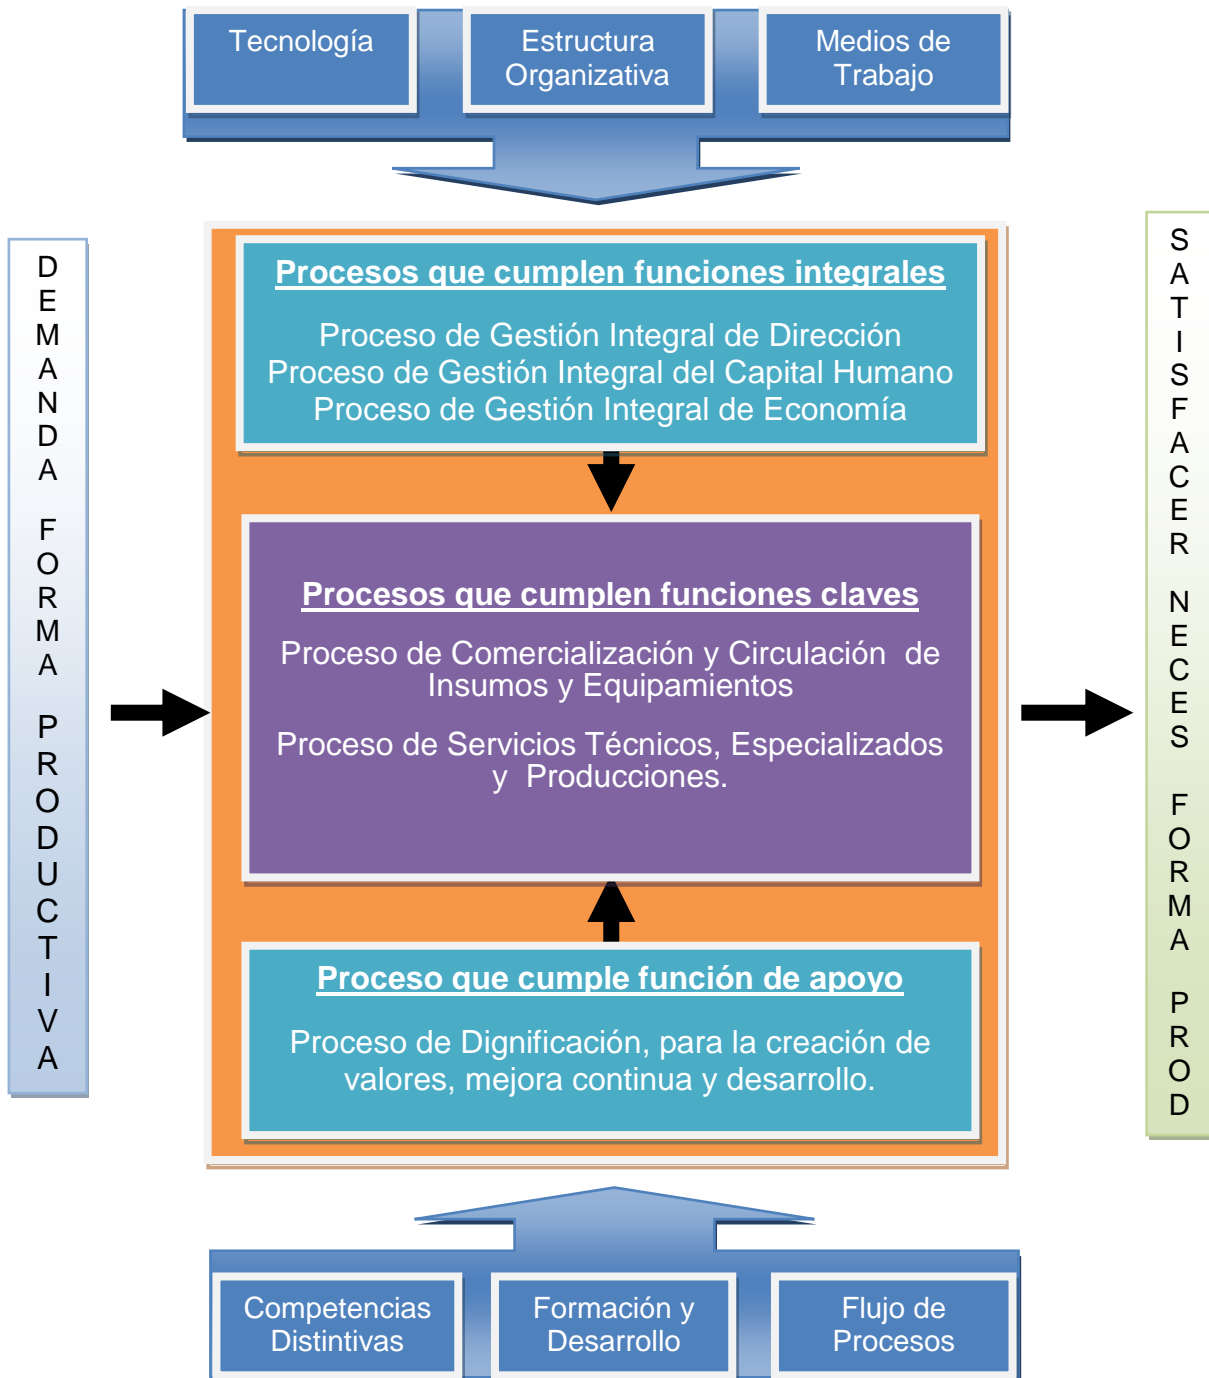 Tecnología
Estructura
Organizativa
Medios de
Trabajo
DEMANDA FORMA PRODUCTIVA
Procesos que cumplen funciones integrales
Proceso de Gestión Integral de Dirección
Proceso de Gestión Integral del Capital Humano
Proceso de Gestión Integral de Economía
Procesos que cumplen funciones claves
Proceso de Comercialización y Circulación de
Insumos y Equipamientos
Proceso de Servicios Técnicos, Especializados
y Producciones.
Proceso que cumple función de apoyo
Proceso de Dignificación, para la creación de
valores, mejora continua y desarrollo.
SATISFACER NECES FORMA PROD
Competencias
Distintivas
Formación y
Desarrollo
Flujo de
Procesos